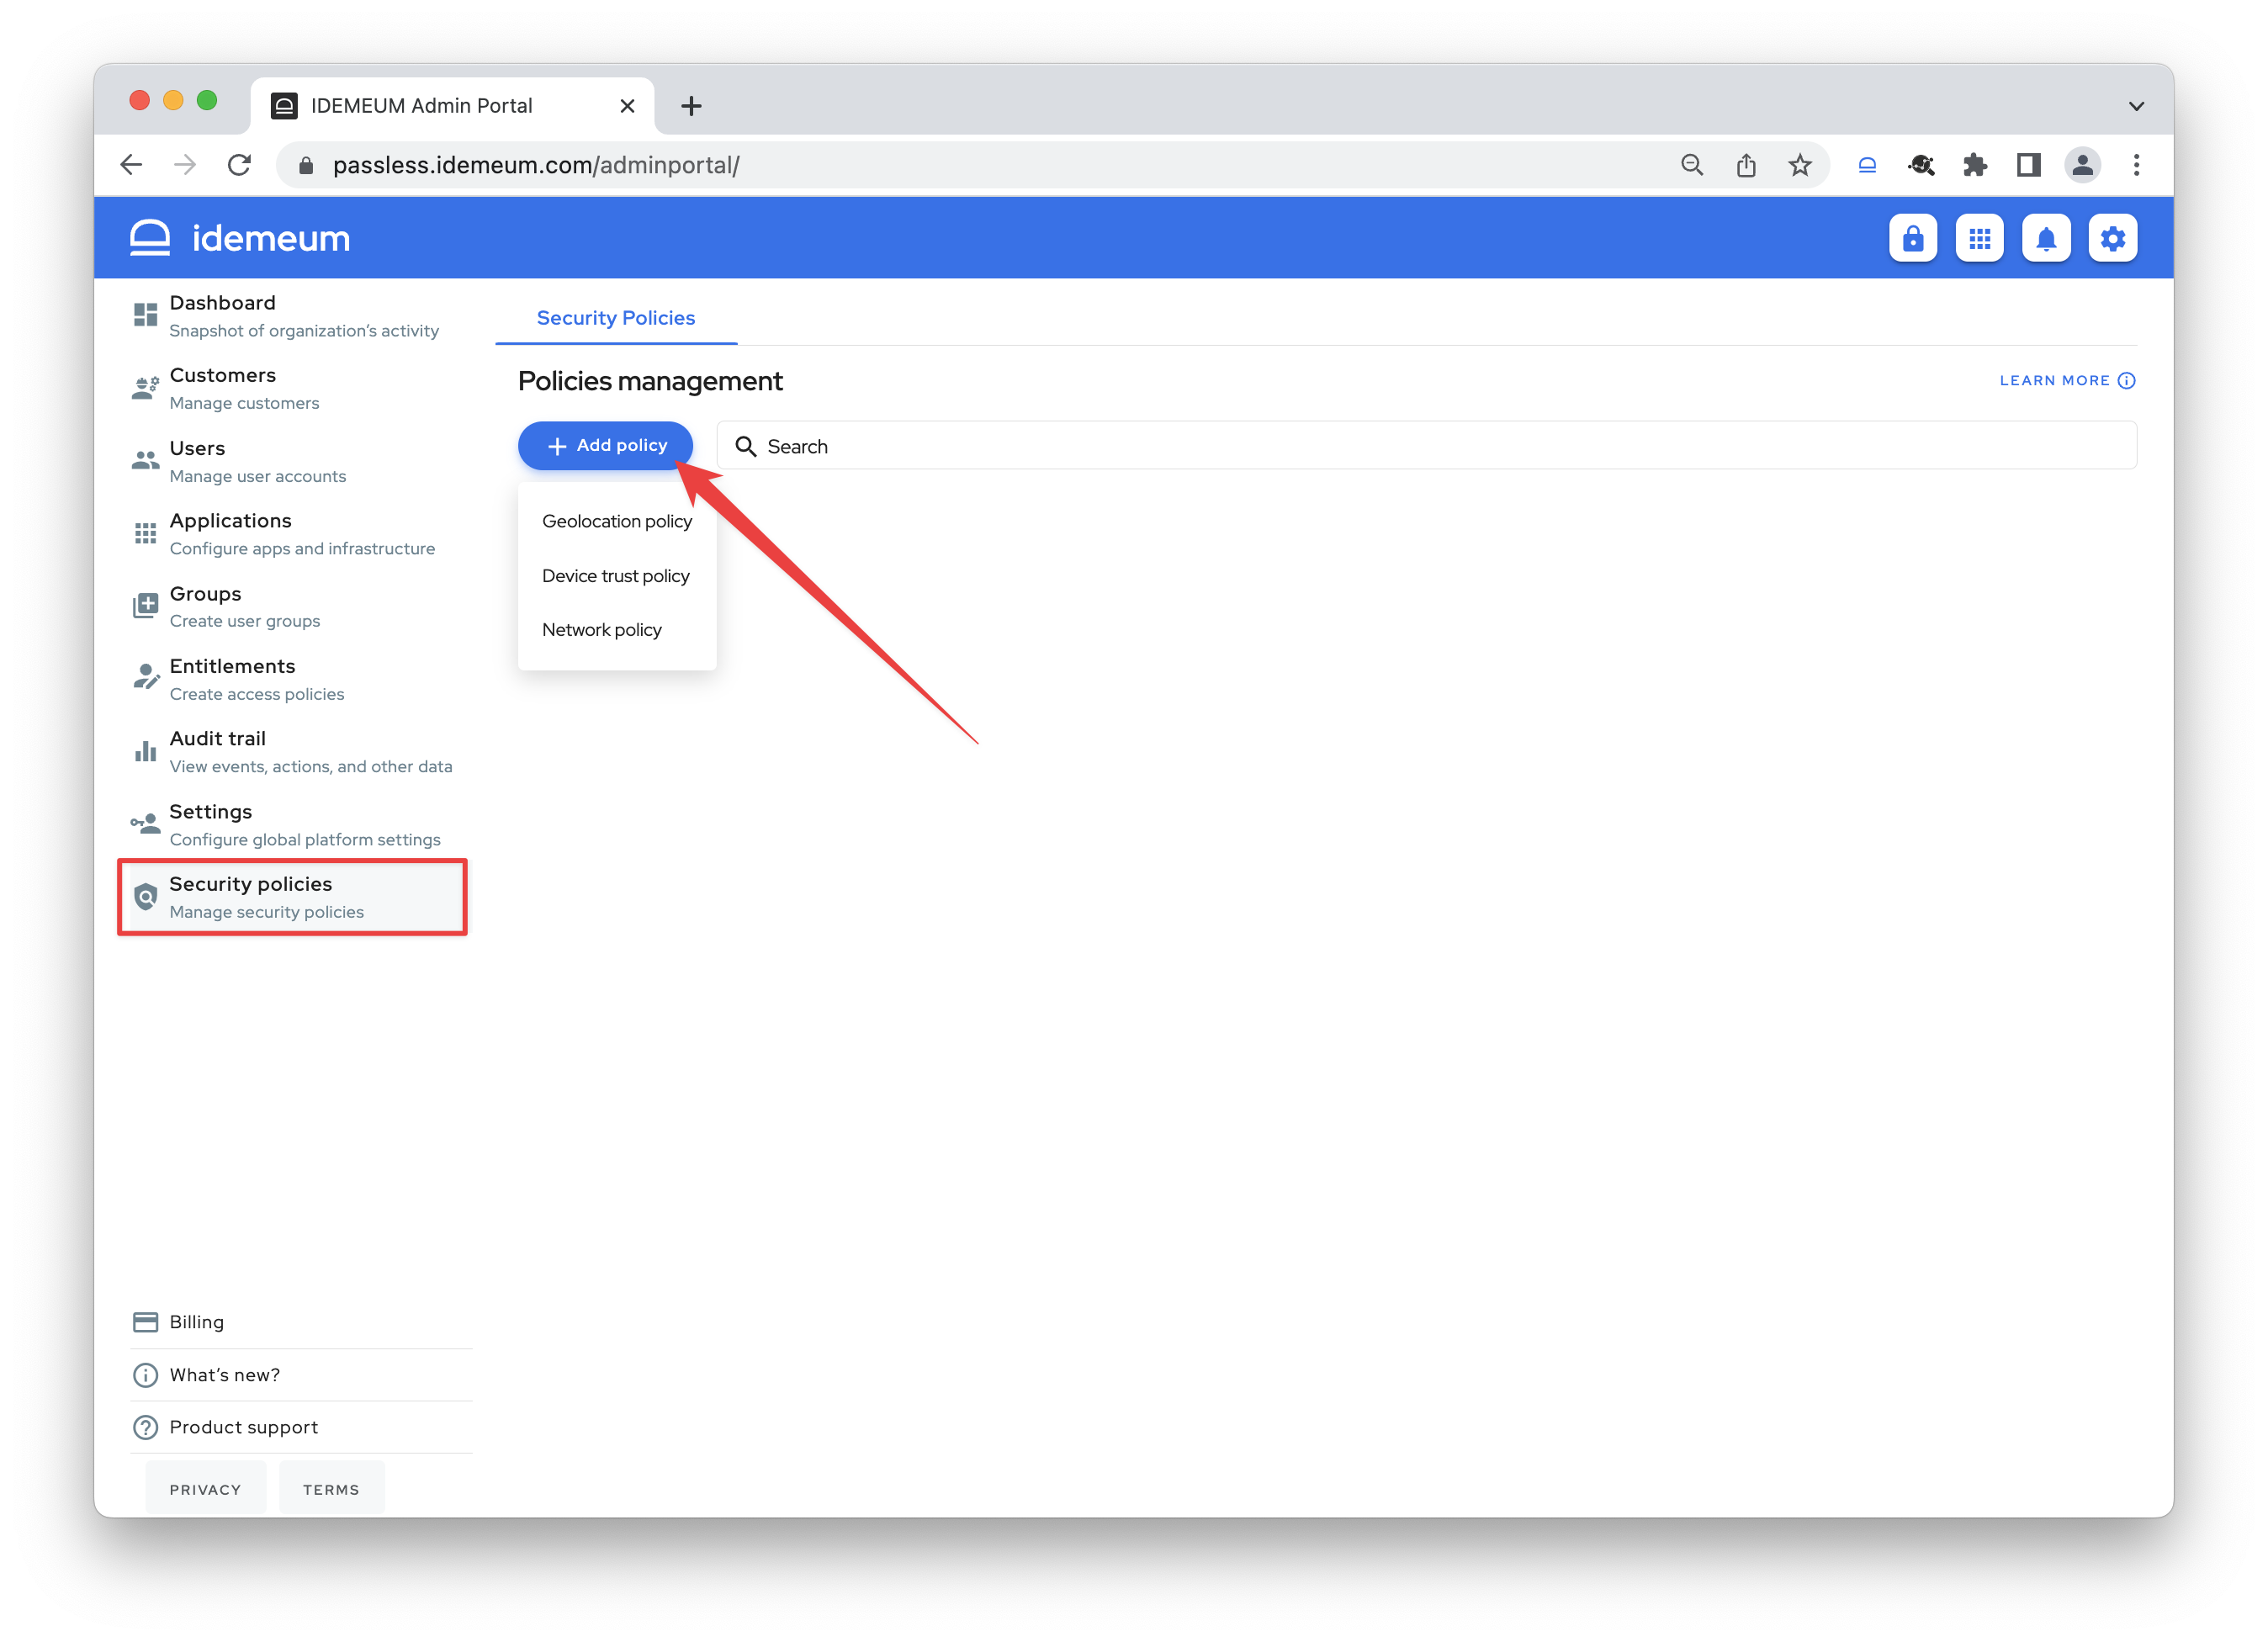 IDEMEUM Admin Portal
passless.idemeum.com/adminportal/
idemeum
Dashboard
Snapshot of organization's activity
Customers
Manage customers
Users
Manage user accounts
Applications
Configure apps and infrastructure
Groups
Create user groups
Entitlements
Create access policies
Audit trail
View events, actions, and other data
Settings
Configure global platform settings
Security policies
Manage security policies
Billing
What's new?
Product support
PRIVACY TERMS
Security Policies
Policies management
LEARN MORE
Add policy
Search
Geolocation policy
Device trust policy
Network policy